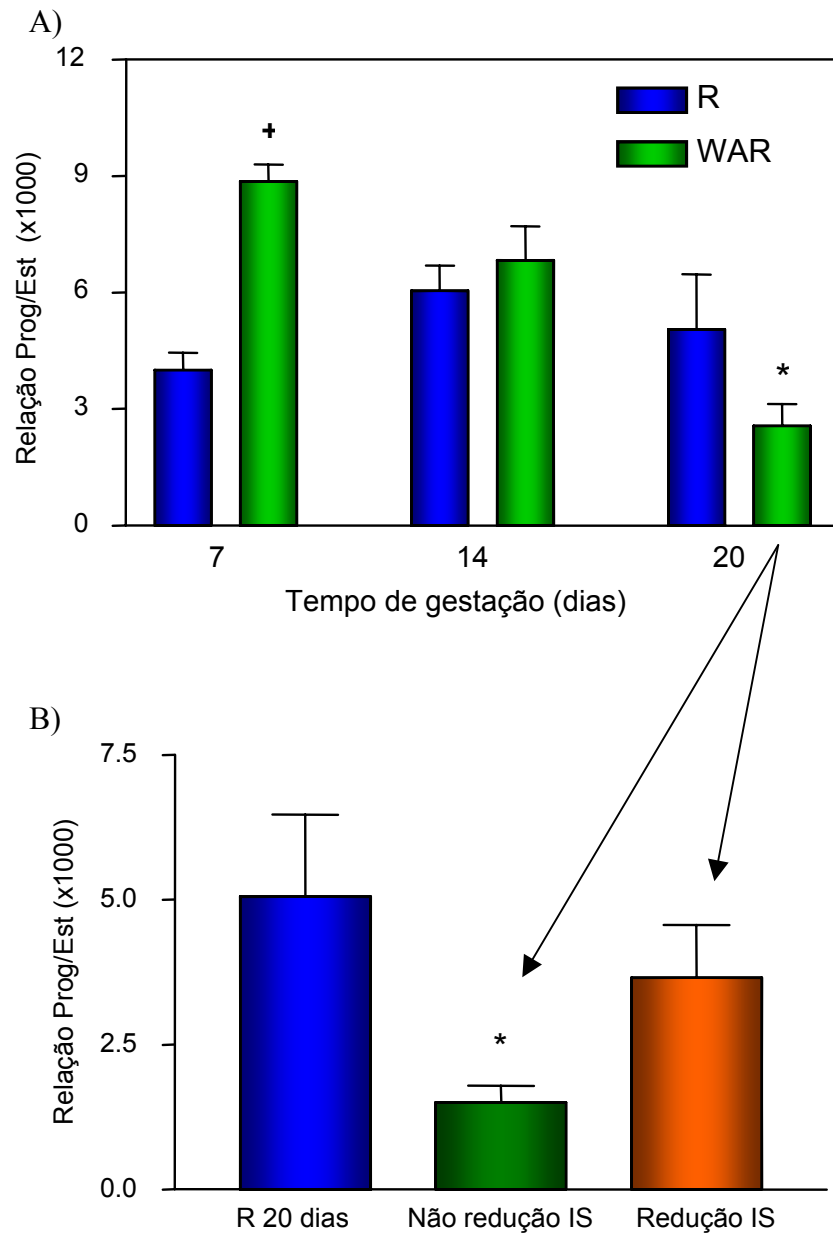 A)
12
9
6
3
0
Relação Prog/Est (x1000)
R
WAR
+
*
7 14 20
Tempo de gestação (dias)
B)
7.5
5.0
2.5
0.0
Relação Prog/Est (x1000)
*
R 20 dias Não redução IS Redução IS